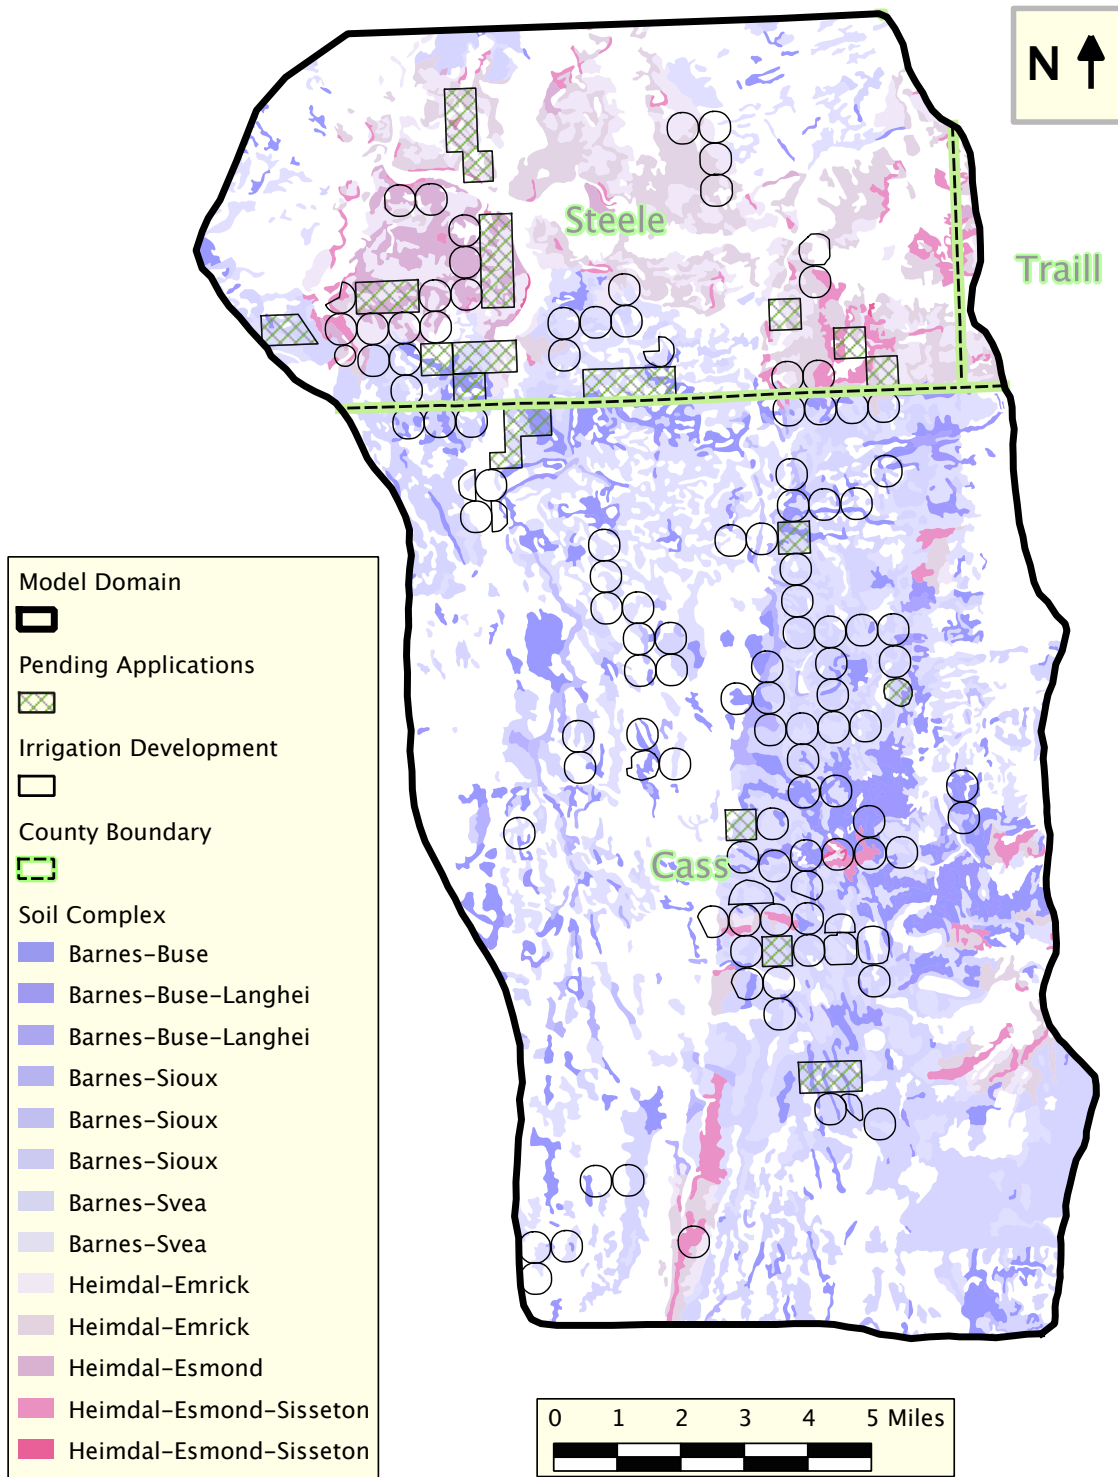 N
Steele
Traill
Cass
Model Domain
Pending Applications
Irrigation Development
County Boundary
Soil Complex
Barnes-Buse
Barnes-Buse-Langhei
Barnes-Buse-Langhei
Barnes-Sioux
Barnes-Sioux
Barnes-Sioux
Barnes-Svea
Barnes-Svea
Heimdal-Emrick
Heimdal-Emrick
Heimdal-Esmond
Heimdal-Esmond-Sisseton
Heimdal-Esmond-Sisseton
0 1 2 3 4 5 Miles